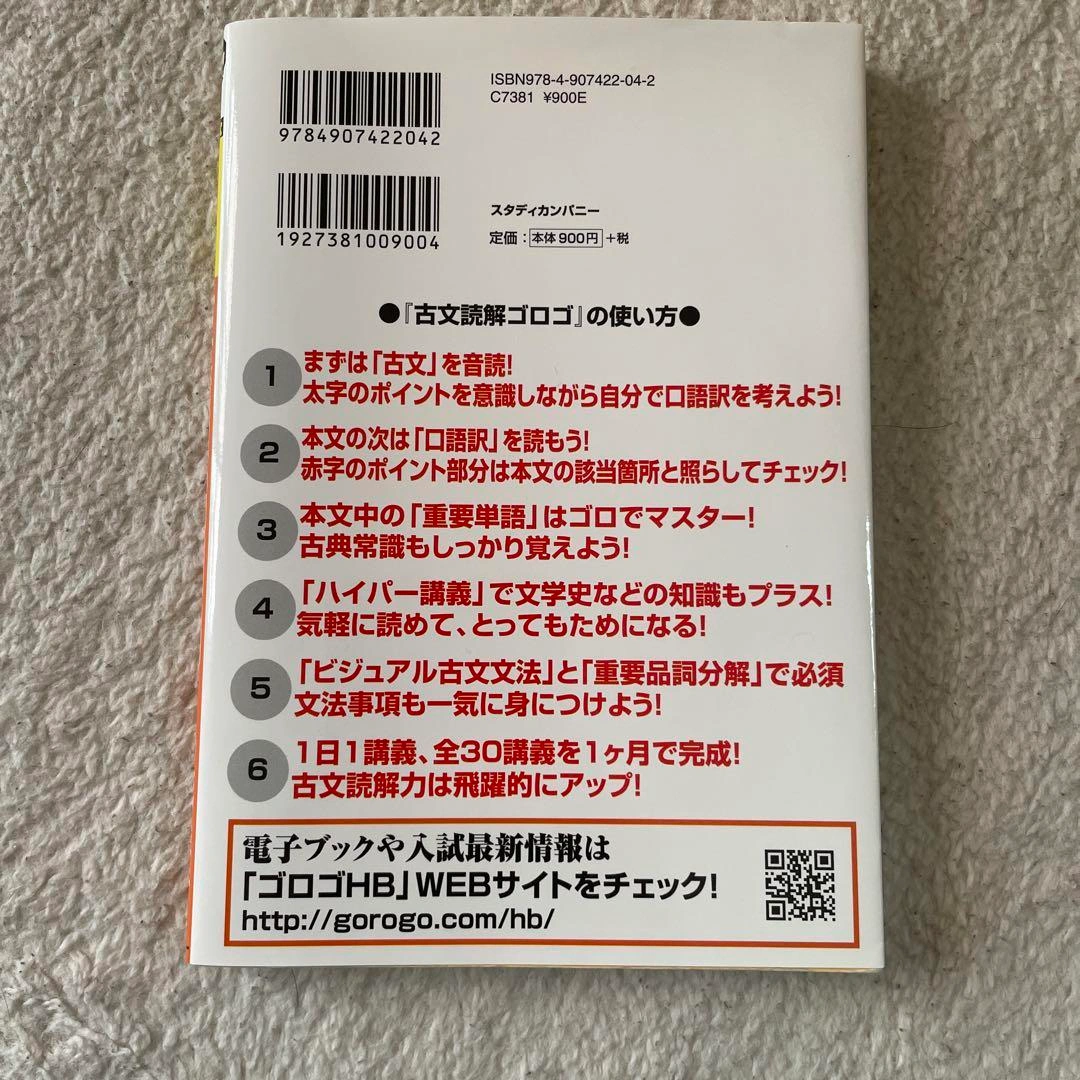 ISBN978-4-907422-04-2
C7381 ¥900E
9784907422042
スタディカンパニー
1927381009004
定価：本体900円+税
●『古文読解ゴロゴ』の使い方●
1 まずは「古文」を音読！
太字のポイントを意識しながら自分で口語訳を考えよう！
2 本文の次は「口語訳」を読もう！
赤字のポイント部分は本文の該当箇所と照らしてチェック！
3 本文中の「重要単語」はゴロでマスター！
古典常識もしっかり覚えよう！
4 「ハイパー講義」で文学史などの知識もプラス！
気軽に読めて、とってもためになる！
5 「ビジュアル古文文法」と「重要品詞分解」で必須
文法事項も一気に身につけよう！
6 1日1講義、全30講義を1ヶ月で完成！
古文読解力は飛躍的にアップ！
電子ブックや入試最新情報は
「ゴロゴHB」WEBサイトをチェック！
http://gorogo.com/hb/